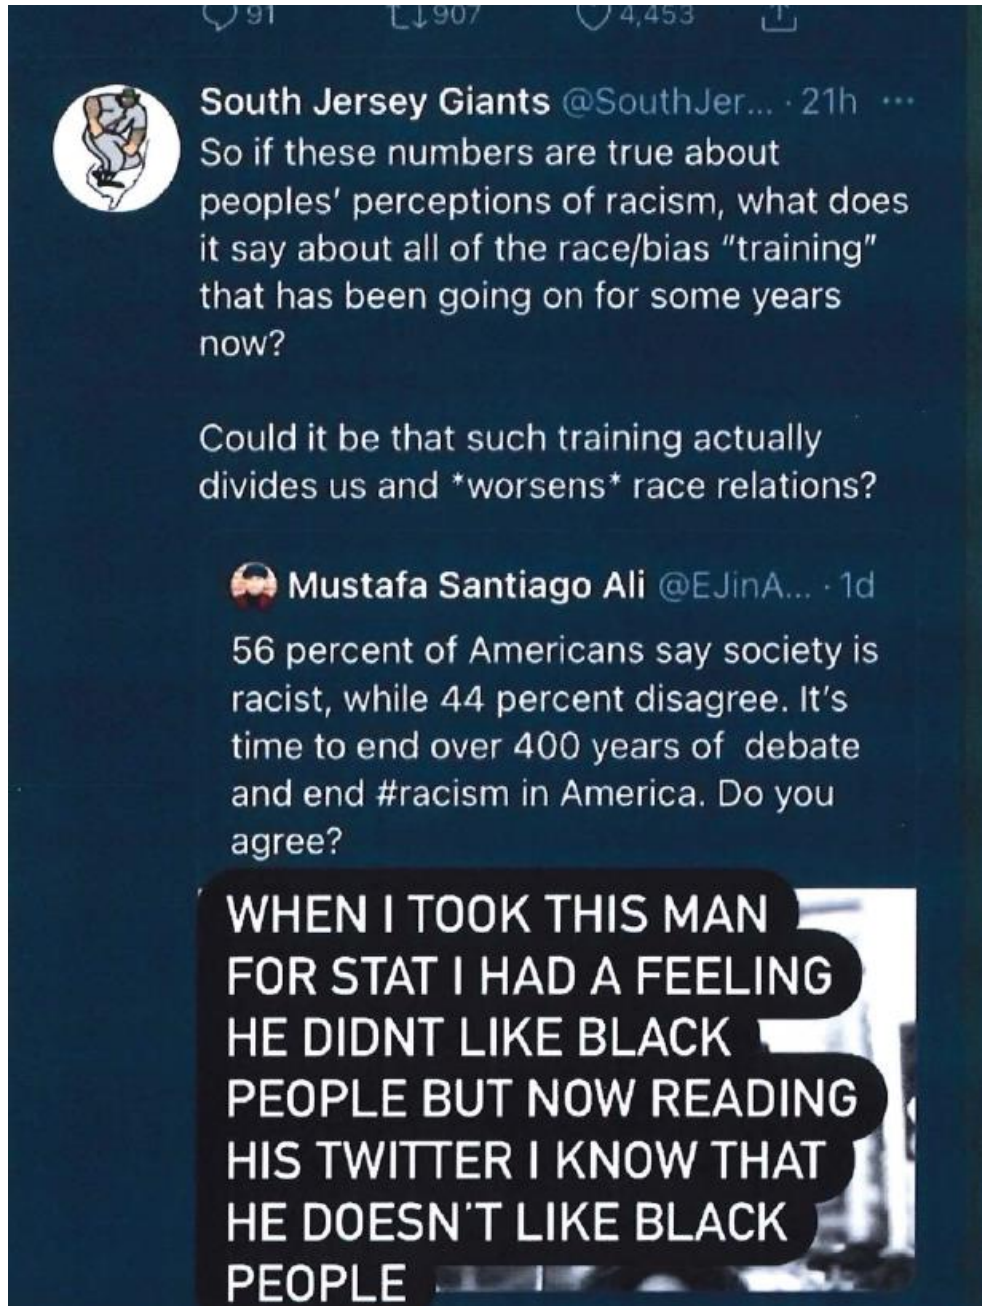 91 907 4,453
South Jersey Giants @SouthJer... · 21h ...
So if these numbers are true about
peoples' perceptions of racism, what does
it say about all of the race/bias "training"
that has been going on for some years
now?
Could it be that such training actually
divides us and *worsens* race relations?
Mustafa Santiago Ali @EJinA... · 1d
56 percent of Americans say society is
racist, while 44 percent disagree. It's
time to end over 400 years of debate
and end #racism in America. Do you
agree?
WHEN I TOOK THIS MAN
FOR STAT I HAD A FEELING
HE DIDNT LIKE BLACK
PEOPLE BUT NOW READING
HIS TWITTER I KNOW THAT
HE DOESN'T LIKE BLACK
PEOPLE